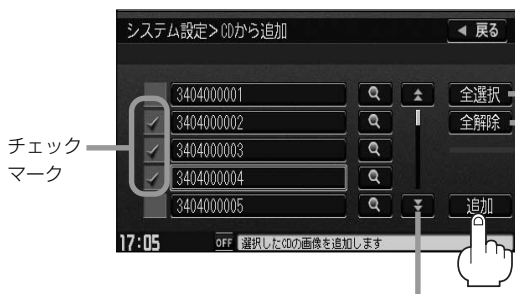 システム設定>CDから追加
戻る
3404000001
全選択
3404000002
全解除
3404000003
チェック
マーク
3404000004
3404000005
追加
17:05
OFF 選択したCDの画像を追加します